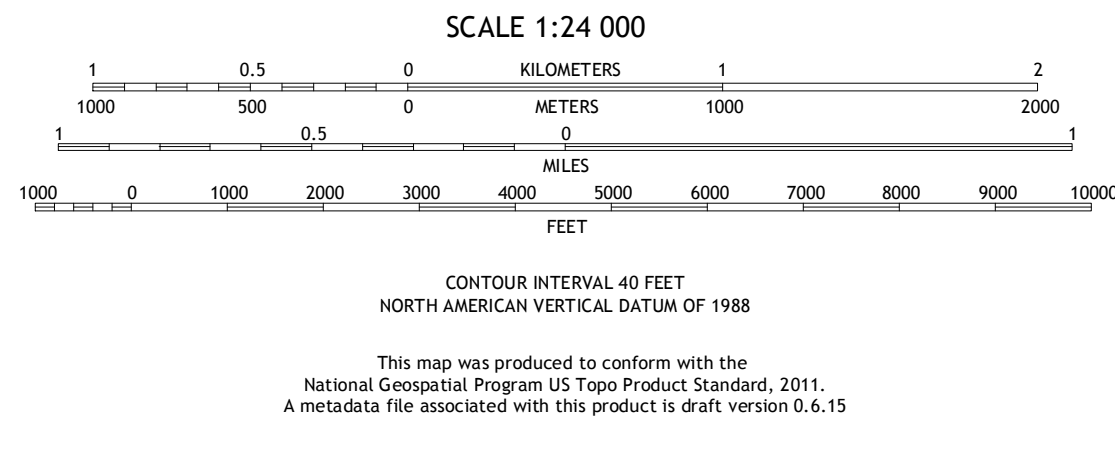 SCALE 1:24 000
1 0.5 0 KILOMETERS 1 2
1000 500 0 METERS 1000 2000
1 0.5 0 1
MILES
1000 0 1000 2000 3000 4000 5000 6000 7000 8000 9000 10000
FEET
CONTOUR INTERVAL 40 FEET
NORTH AMERICAN VERTICAL DATUM OF 1988
This map was produced to conform with the
National Geospatial Program US Topo Product Standard, 2011.
A metadata file associated with this product is draft version 0.6.15